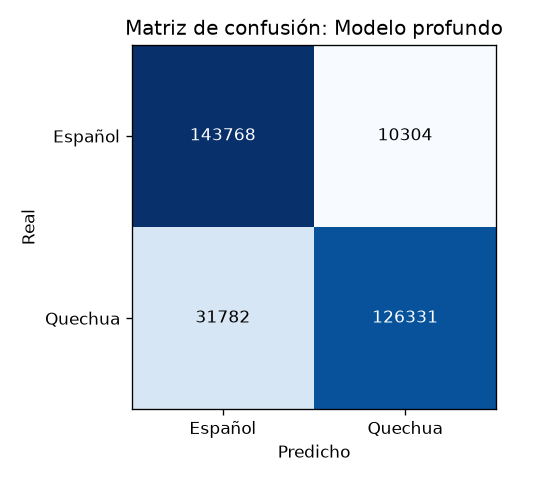 Matriz de confusión: Modelo profundo
Real
Español
143768 10304
Quechua
31782 126331
Español Quechua
Predicho